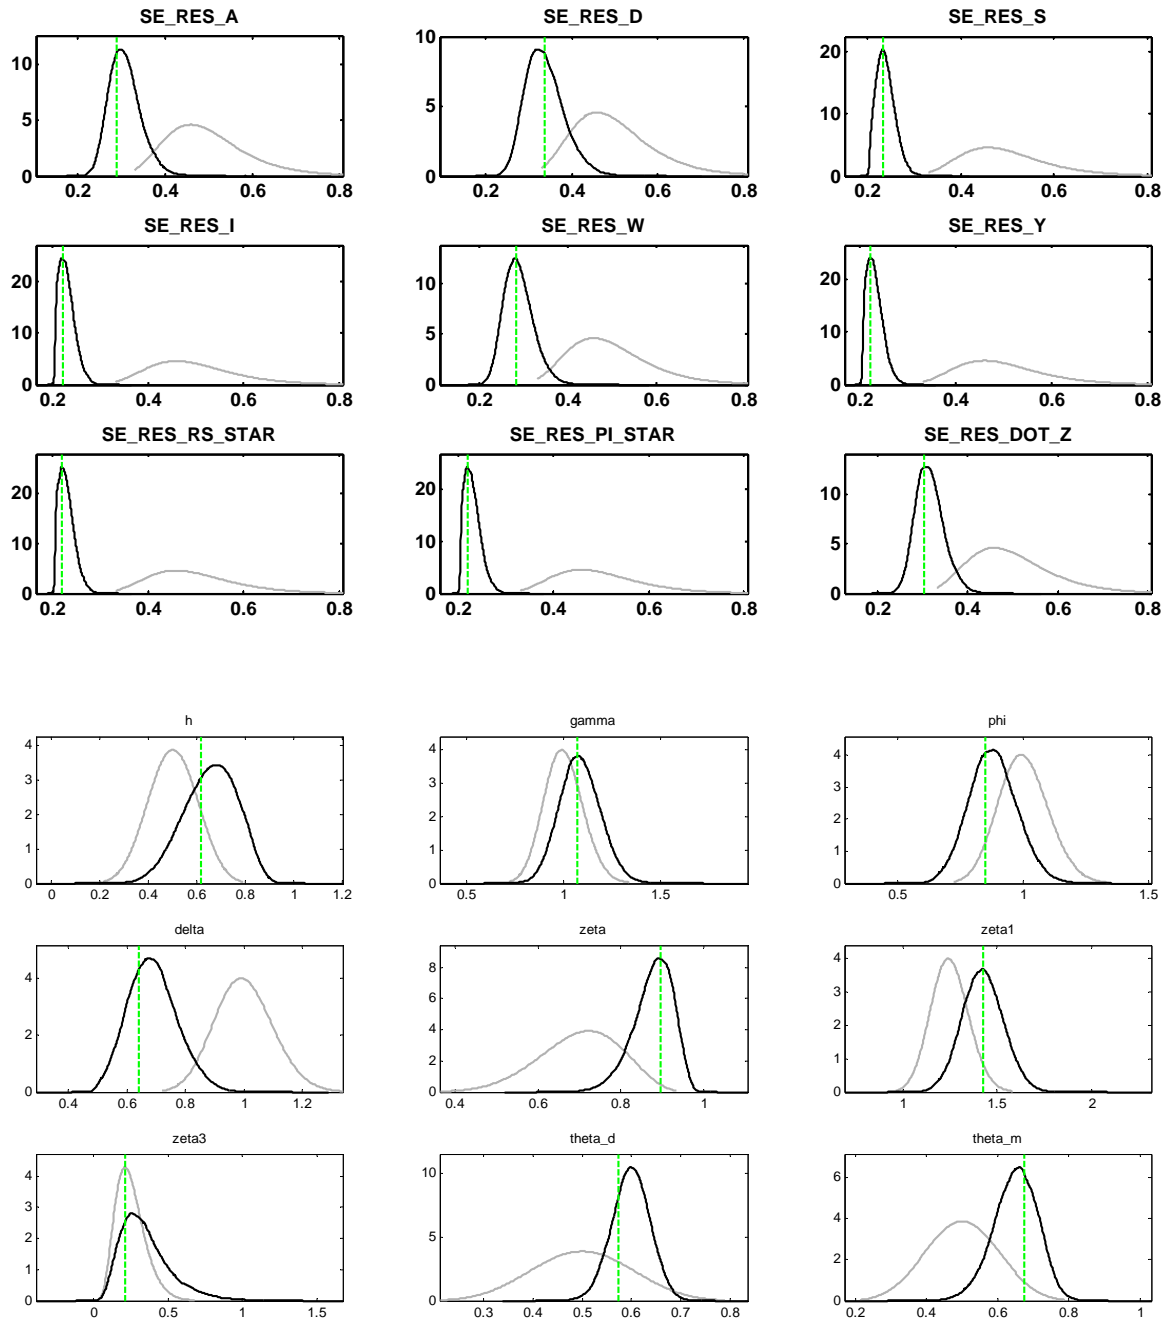 SE_RES_A
SE_RES_D
SE_RES_S
10
5
0
0.2 0.4 0.6 0.8
10
5
0
0.2 0.4 0.6 0.8
20
10
0
0.2 0.4 0.6 0.8
SE_RES_I
SE_RES_W
SE_RES_Y
20
10
0
0.2 0.4 0.6 0.8
10
5
0
0.2 0.4 0.6 0.8
20
10
0
0.2 0.4 0.6 0.8
SE_RES_RS_STAR
SE_RES_PI_STAR
SE_RES_DOT_Z
20
10
0
0.2 0.4 0.6 0.8
20
10
0
0.2 0.4 0.6 0.8
10
5
0
0.2 0.4 0.6 0.8
h
gamma
phi
4
3
2
1
0
0 0.2 0.4 0.6 0.8 1 1.2
4
3
2
1
0
0.5 1 1.5
4
3
2
1
0
0.5 1 1.5
delta
zeta
zeta1
4
2
0
0.4 0.6 0.8 1 1.2
8
6
4
2
0
0.4 0.6 0.8 1
4
3
2
1
0
1 1.5 2
zeta3
theta_d
theta_m
4
3
2
1
0
0 0.5 1 1.5
10
5
0
0.3 0.4 0.5 0.6 0.7 0.8
6
4
2
0
0.2 0.4 0.6 0.8 1